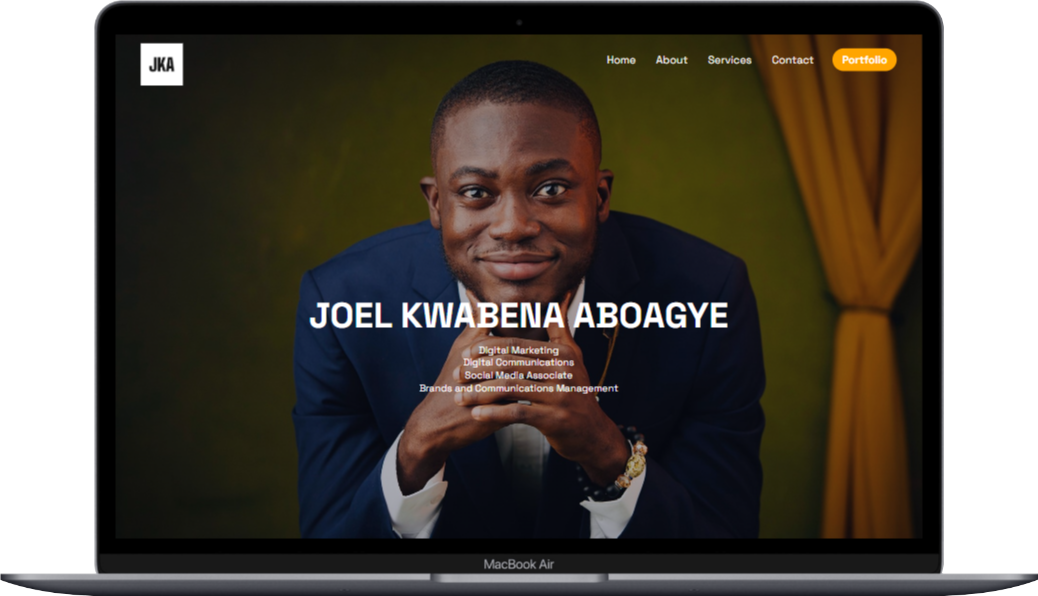 JKA
Home About Services Contact Portfolio
JOEL KWABENA ABOAGYE
Digital Marketing
Digital Communications
Social Media Associate
Brands and Communications Management
MacBook Air